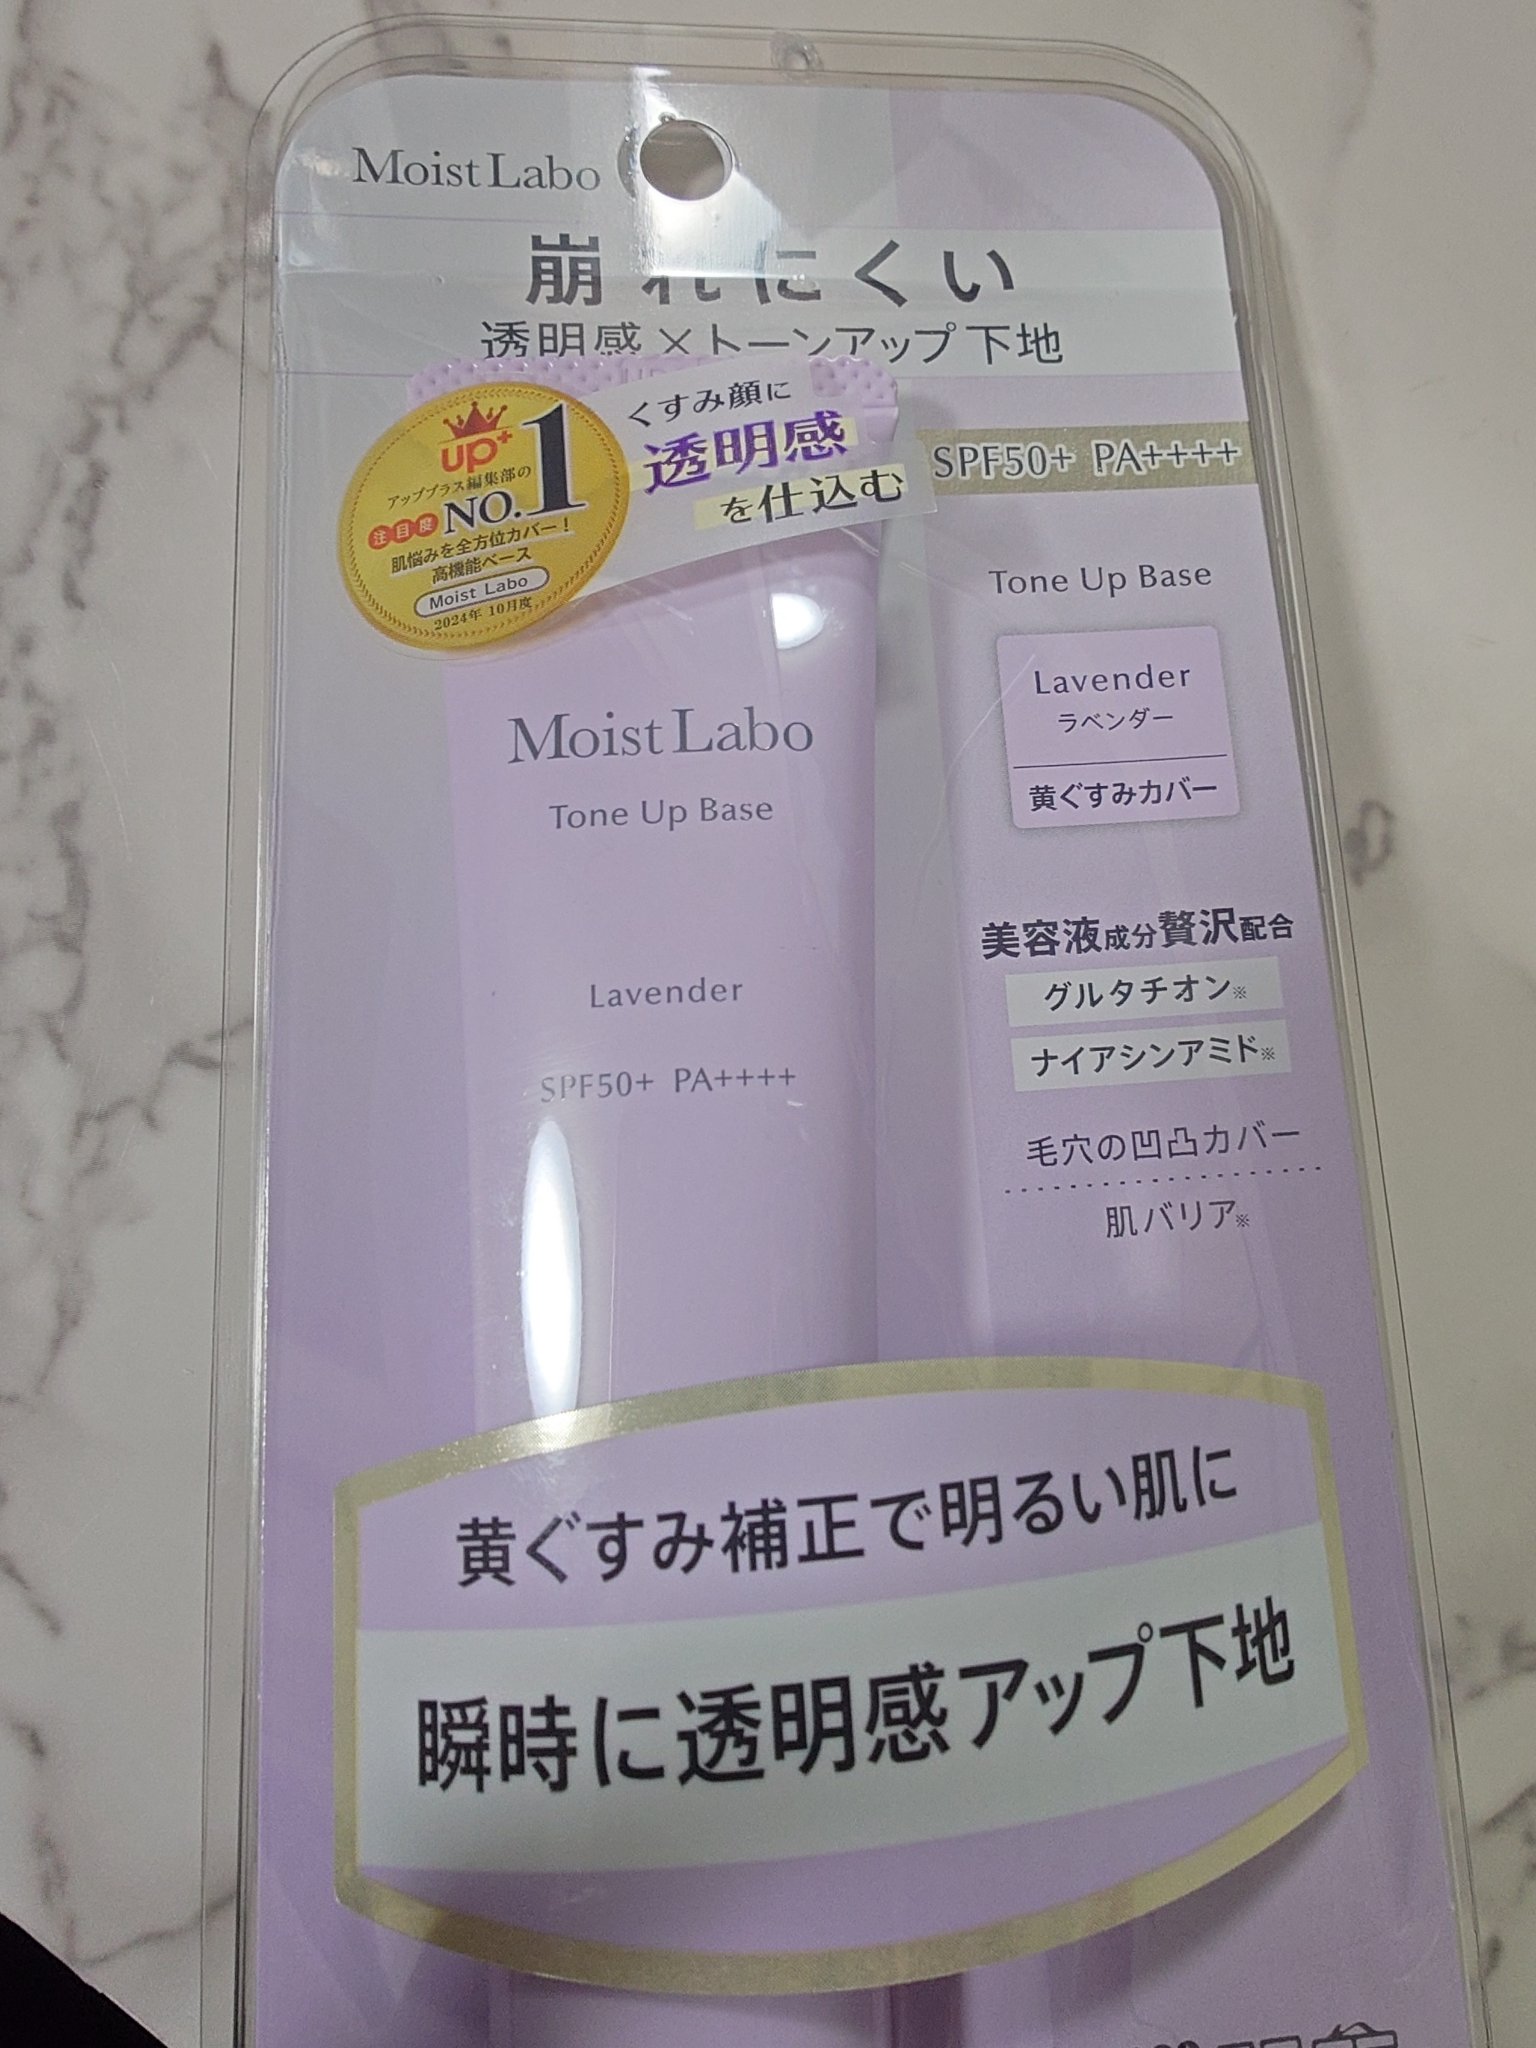 Moist Labo
崩れにくい
透明感×トーンアップ下地
up+
アッププラス編集部の
注目度 NO.1
肌悩みを全方位カバー!
高機能ベース
Moist Labo
2024年 10月度
くすみ顔に
透明感
を仕込む
SPF50+ PA++++
Tone Up Base
Lavender
ラベンダー
黄ぐすみカバー
Moist Labo
Tone Up Base
Lavender
SPF50+ PA++++
美容液成分贅沢配合
グルタチオン※
ナイアシンアミド※
毛穴の凹凸カバー
肌バリア※
黄ぐすみ補正で明るい肌に
瞬時に透明感アップ下地